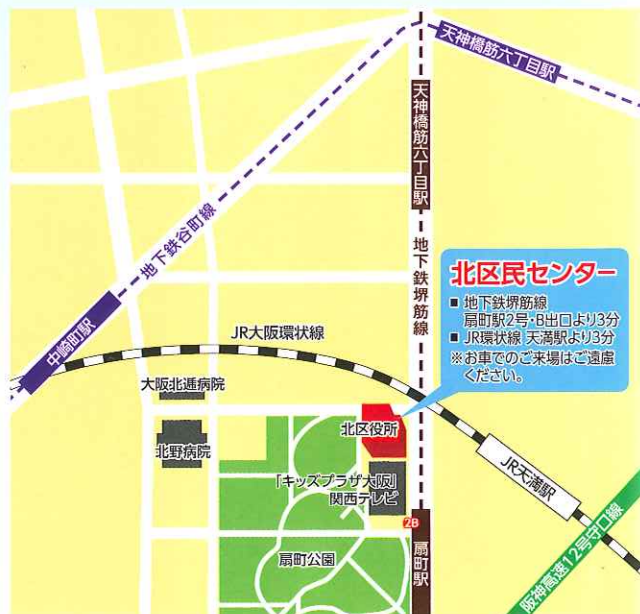 天神橋筋六丁目駅
天神橋筋六丁目駅
地下鉄谷町線
地下鉄堺筋線
北区民センター
■ 地下鉄堺筋線
扇町駅2号・B出口より3分
■ JR環状線 天満駅より3分
※お車でのご来場はご遠慮
ください。
中崎町駅
JR大阪環状線
大阪北逓病院
北区役所
北野病院
JR天満駅
「キッズプラザ大阪」
関西テレビ
2B
扇町駅
扇町公園
阪神高速12号守口線